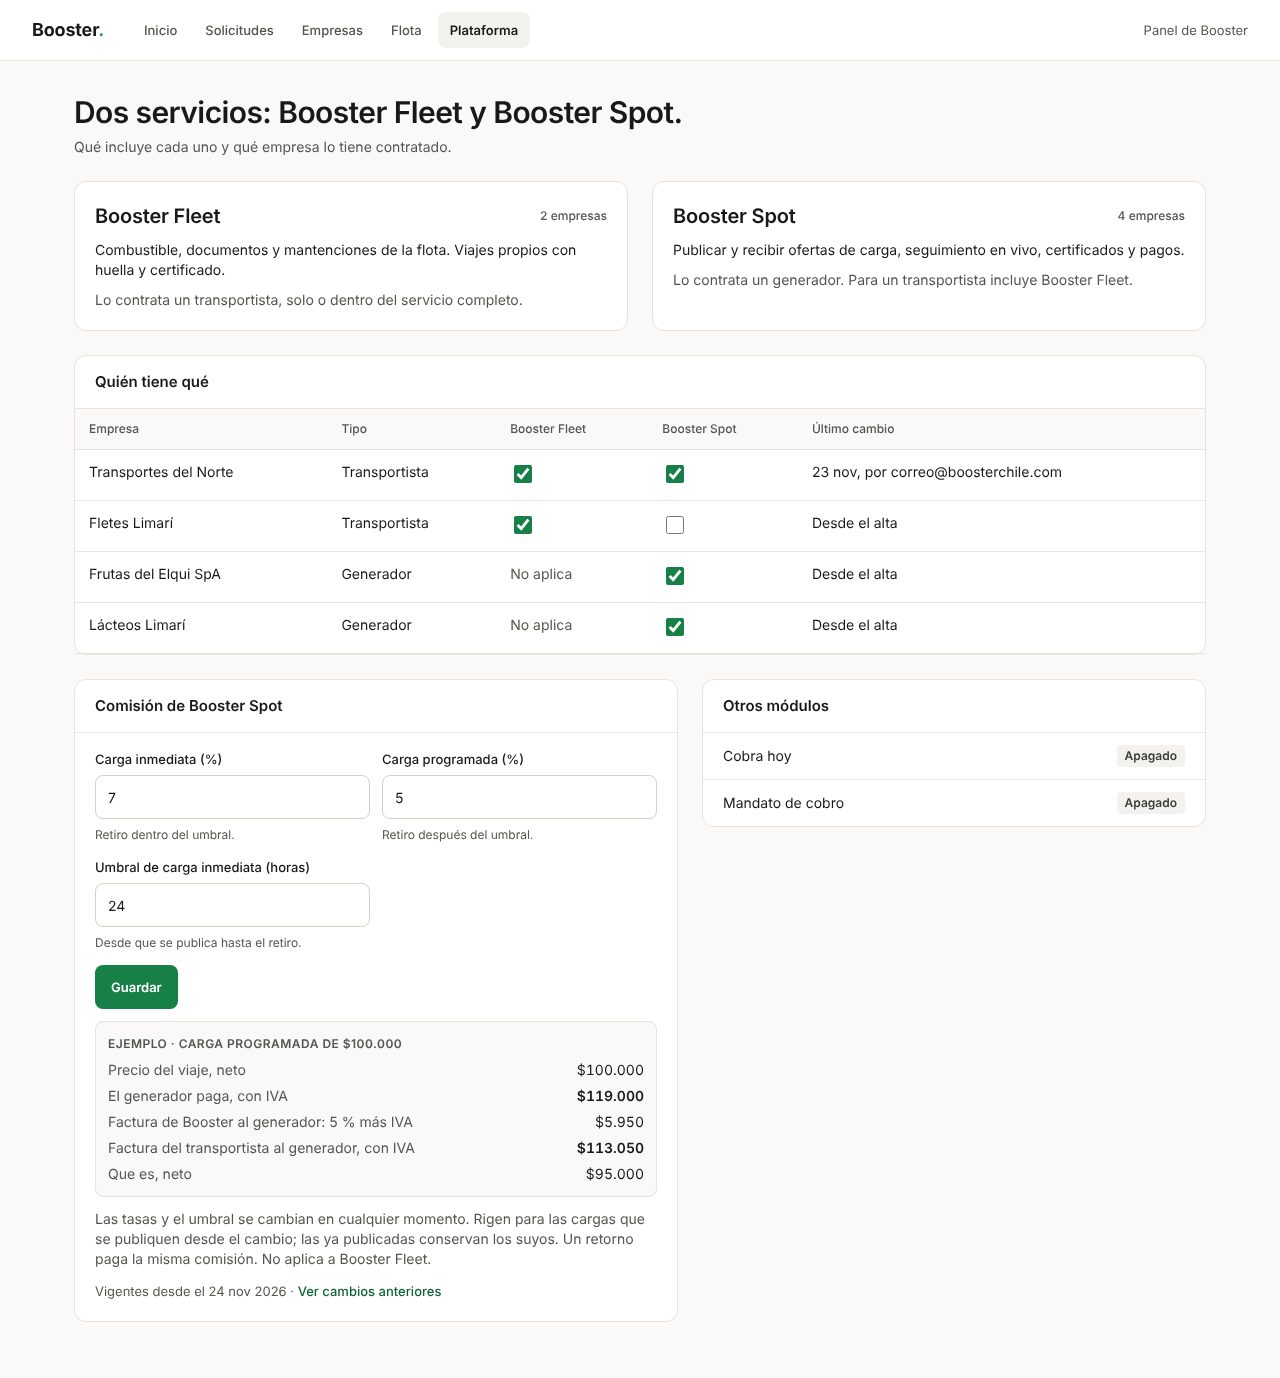 Booster.
Inicio
Solicitudes
Empresas
Flota
Plataforma
Panel de Booster
Dos servicios: Booster Fleet y Booster Spot.
Qué incluye cada uno y qué empresa lo tiene contratado.
Booster Fleet
2 empresas
Combustible, documentos y mantenciones de la flota. Viajes propios con
huella y certificado.
Lo contrata un transportista, solo o dentro del servicio completo.
Booster Spot
4 empresas
Publicar y recibir ofertas de carga, seguimiento en vivo, certificados y pagos.
Lo contrata un generador. Para un transportista incluye Booster Fleet.
Quién tiene qué
Empresa Tipo Booster Fleet Booster Spot Último cambio
Transportes del Norte Transportista 23 nov, por correo@boosterchile.com
Fletes Limarí Transportista Desde el alta
Frutas del Elqui SpA Generador No aplica Desde el alta
Lácteos Limarí Generador No aplica Desde el alta
Comisión de Booster Spot
Carga inmediata (%)
7
Retiro dentro del umbral.
Carga programada (%)
5
Retiro después del umbral.
Umbral de carga inmediata (horas)
24
Desde que se publica hasta el retiro.
Guardar
EJEMPLO · CARGA PROGRAMADA DE $100.000
Precio del viaje, neto $100.000
El generador paga, con IVA $119.000
Factura de Booster al generador: 5 % más IVA $5.950
Factura del transportista al generador, con IVA $113.050
Que es, neto $95.000
Las tasas y el umbral se cambian en cualquier momento. Rigen para las cargas que
se publiquen desde el cambio; las ya publicadas conservan los suyos. Un retorno
paga la misma comisión. No aplica a Booster Fleet.
Vigentes desde el 24 nov 2026 · Ver cambios anteriores
Otros módulos
Cobra hoy Apagado
Mandato de cobro Apagado